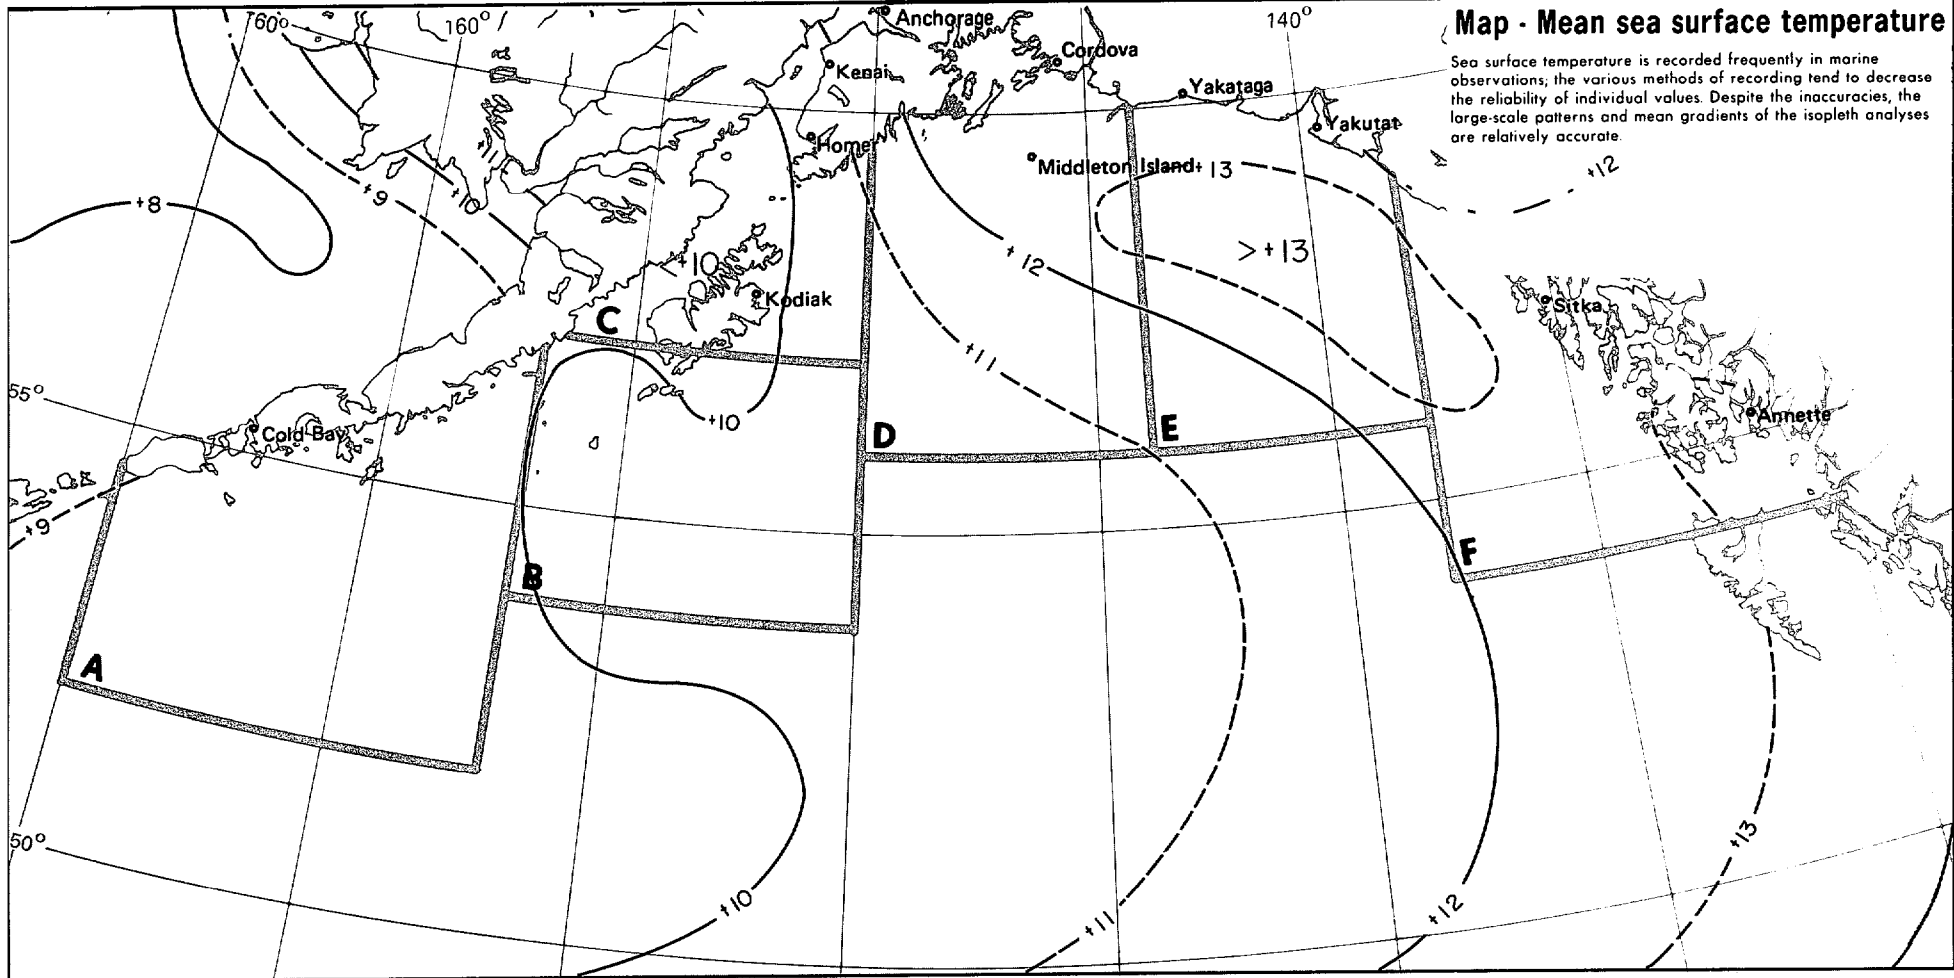 Map - Mean sea surface temperature
Sea surface temperature is recorded frequently in marine
observations; the various methods of recording tend to decrease
the reliability of individual values. Despite the inaccuracies, the
large-scale patterns and mean gradients of the isopleth analyses
are relatively accurate.
60°
160°
140°
Anchorage
Cordova
Kenai
Yakataga
Yakutat
Homer
Middleton Island
+13
+12
+11
+9
+10
+8
>+13
+12
<+10
Kodiak
Sitka
C
+11
55°
+10
Cold Bay
D
E
Annette
+9
B
F
A
50°
+13
+10
+11
+12